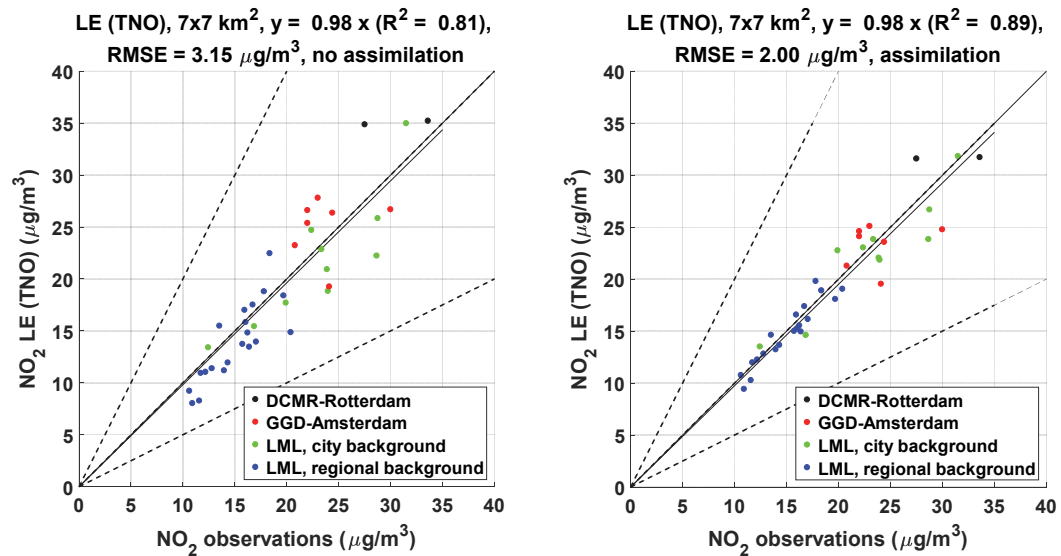 LE (TNO), 7x7 km², y = 0.98 x (R² = 0.81),
RMSE = 3.15 μg/m³, no assimilation
40
35
30
25
20
15
10
5
0
NO₂ LE (TNO) (μg/m³)
DCMR-Rotterdam
GGD-Amsterdam
LML, city background
LML, regional background
0 5 10 15 20 25 30 35 40
NO₂ observations (μg/m³)
LE (TNO), 7x7 km², y = 0.98 x (R² = 0.89),
RMSE = 2.00 μg/m³, assimilation
40
35
30
25
20
15
10
5
0
NO₂ LE (TNO) (μg/m³)
DCMR-Rotterdam
GGD-Amsterdam
LML, city background
LML, regional background
0 5 10 15 20 25 30 35 40
NO₂ observations (μg/m³)